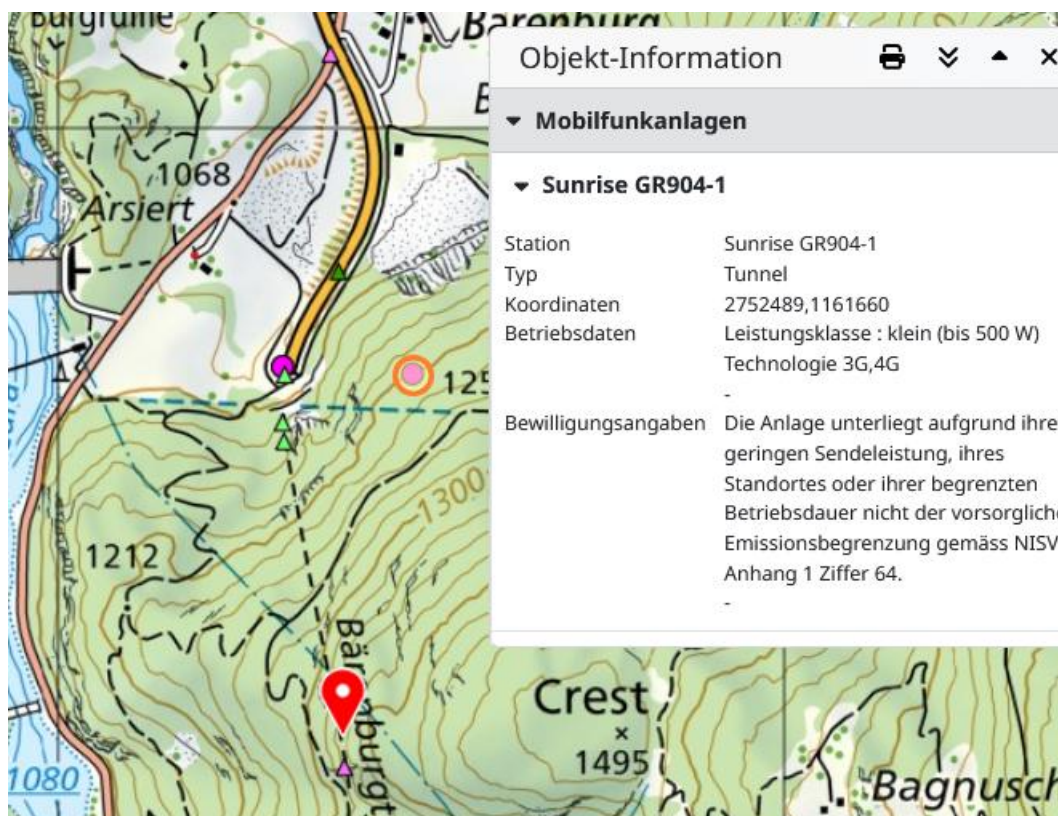 Burgruine
Bärenburg
1068
Arsiert
125
1300
1212
Crest
1495
1080
Bagnusch
Objekt-Information
Mobilfunkanlagen
Sunrise GR904-1
Station Sunrise GR904-1
Typ Tunnel
Koordinaten 2752489,1161660
Betriebsdaten Leistungsklasse : klein (bis 500 W)
Technologie 3G,4G
-
Bewilligungsangaben Die Anlage unterliegt aufgrund ihre
geringen Sendeleistung, ihres
Standortes oder ihrer begrenzten
Betriebsdauer nicht der vorsorgliche
Emissionsbegrenzung gemäss NISV
Anhang 1 Ziffer 64.
-